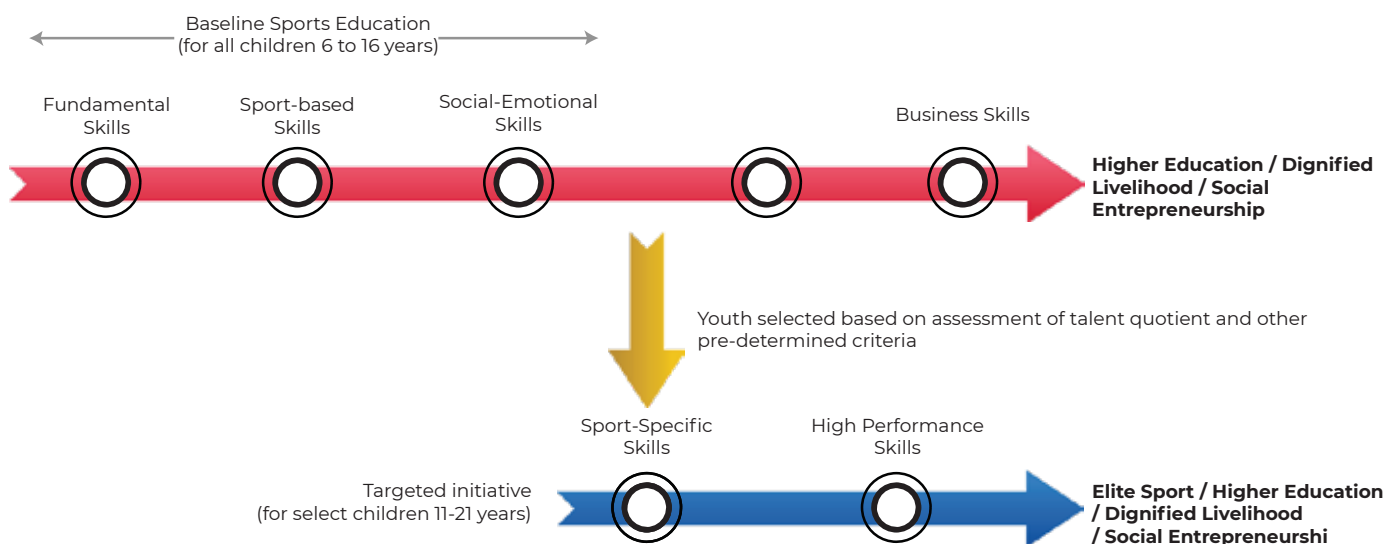 Baseline Sports Education
(for all children 6 to 16 years)
Fundamental
Skills
Sport-based
Skills
Social-Emotional
Skills
Business Skills
Higher Education / Dignified
Livelihood / Social
Entrepreneurship
Youth selected based on assessment of talent quotient and other
pre-determined criteria
Sport-Specific
Skills
High Performance
Skills
Targeted initiative
(for select children 11-21 years)
Elite Sport / Higher Education
/ Dignified Livelihood
/ Social Entrepreneurshi